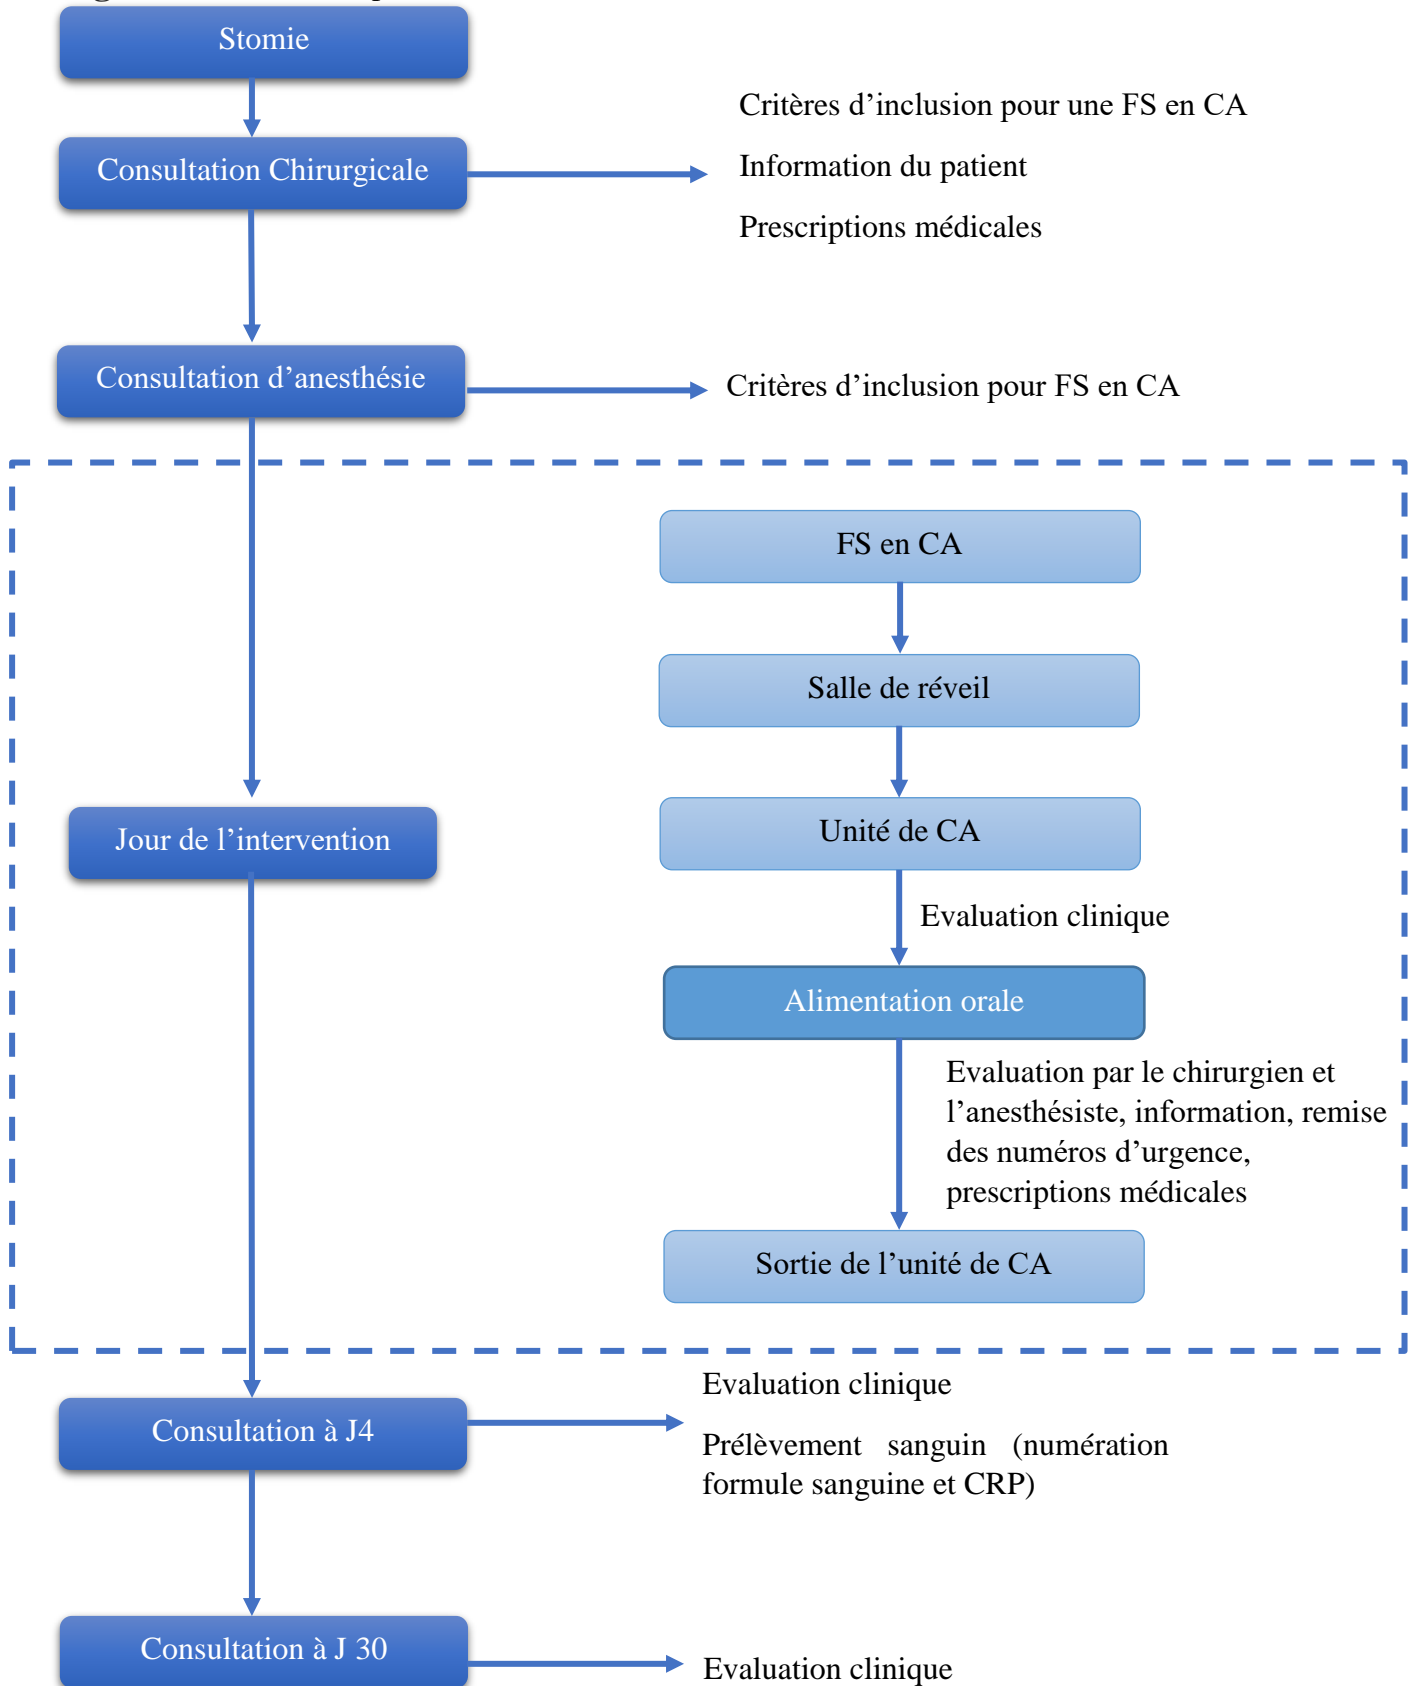 Stomie
Critères d’inclusion pour une FS en CA
Consultation Chirurgicale
Information du patient
Prescriptions médicales
Consultation d’anesthésie
Critères d’inclusion pour FS en CA
FS en CA
Salle de réveil
Unité de CA
Jour de l’intervention
Evaluation clinique
Alimentation orale
Evaluation par le chirurgien et
l’anesthésiste, information, remise
des numéros d’urgence,
prescriptions médicales
Sortie de l’unité de CA
Evaluation clinique
Consultation à J4
Prélèvement sanguin (numération
formule sanguine et CRP)
Consultation à J 30
Evaluation clinique